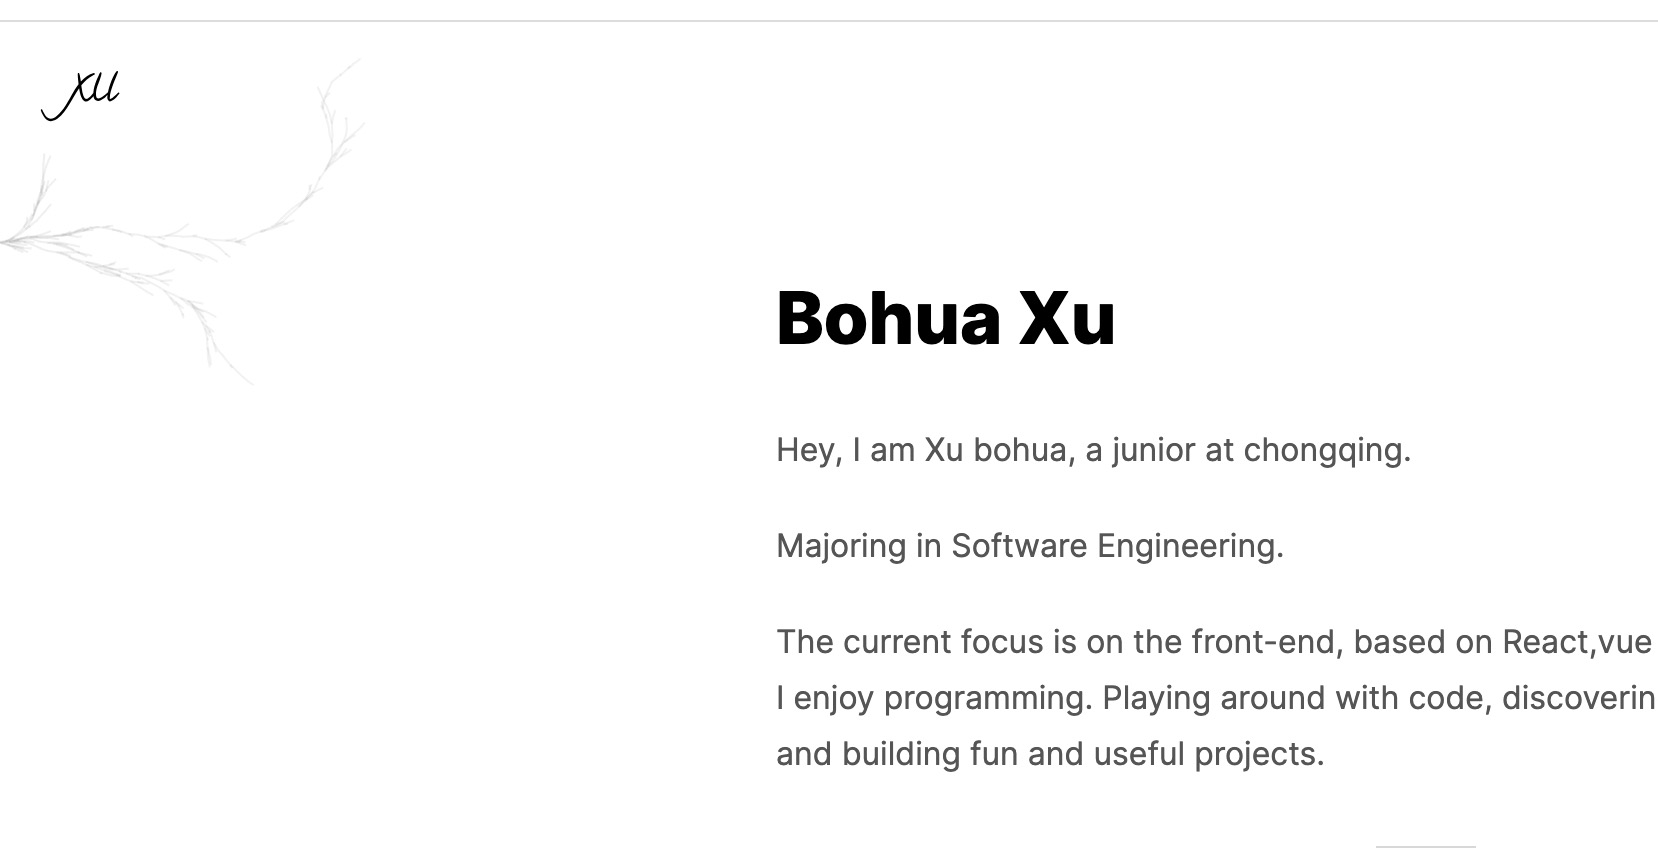 XU
Bohua Xu
Hey, I am Xu bohua, a junior at chongqing.
Majoring in Software Engineering.
The current focus is on the front-end, based on React,vue
I enjoy programming. Playing around with code, discoverin
and building fun and useful projects.